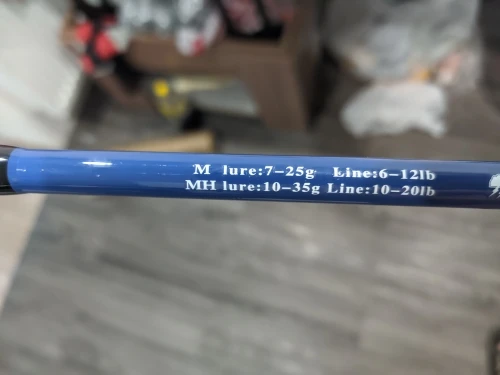 M lure:7-25g Line:6-12lb
MH lure:10-35g Line:10-20lb